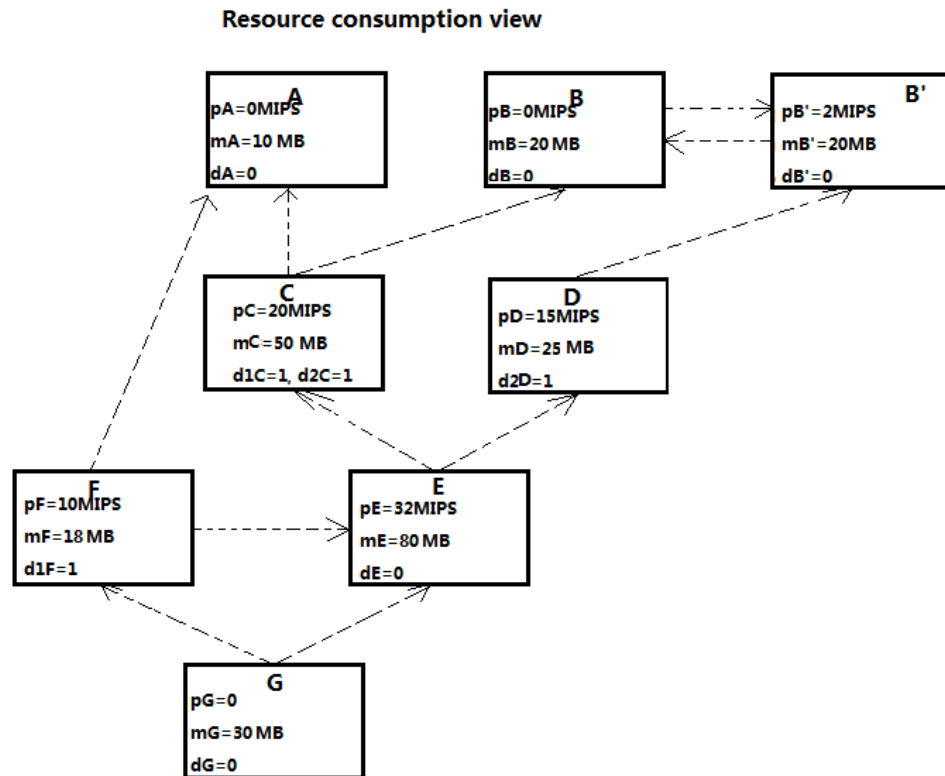 Resource consumption view
A
pA=0MIPS
mA=10 MB
dA=0
B
pB=0MIPS
mB=20 MB
dB=0
B'
pB'=2MIPS
mB'=20MB
dB'=0
C
pC=20MIPS
mC=50 MB
d1C=1, d2C=1
D
pD=15MIPS
mD=25 MB
d2D=1
F
pF=10MIPS
mF=18 MB
d1F=1
E
pE=32MIPS
mE=80 MB
dE=0
G
pG=0
mG=30 MB
dG=0